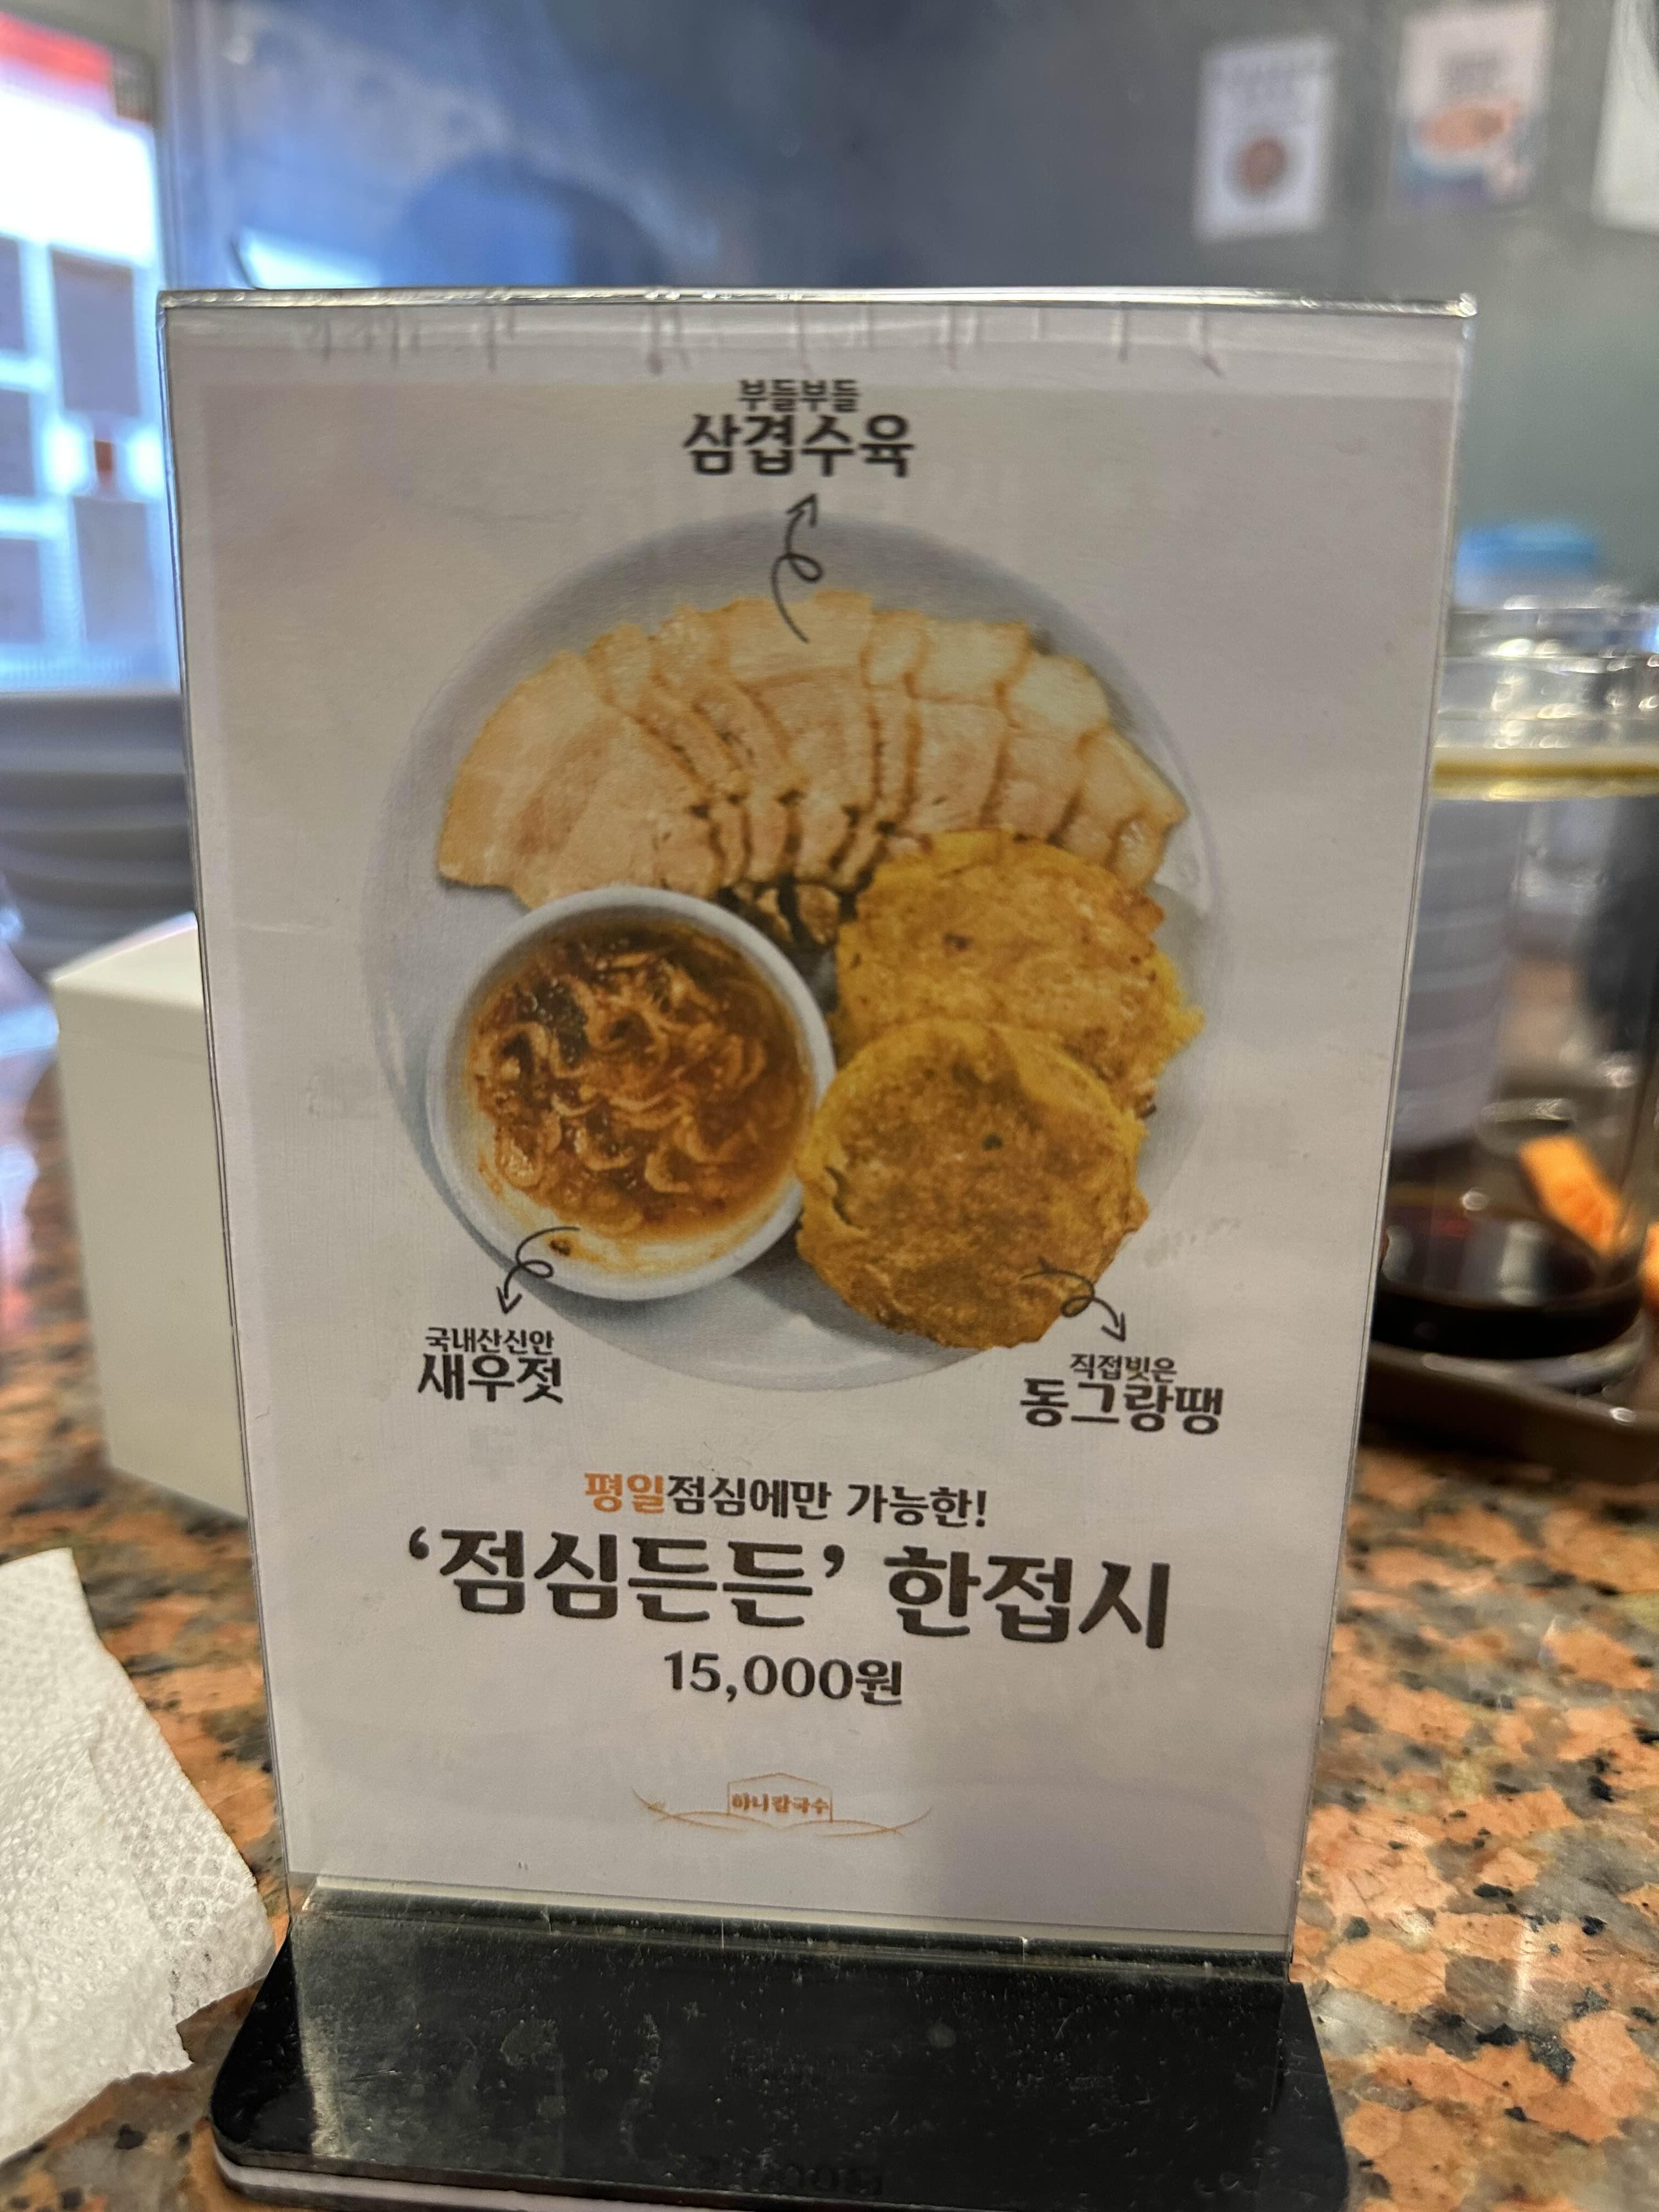 부들부들
삼겹수육
국내산신안
새우젓
직접빚은
동그랑땡
평일점심에만 가능한!
‘점심든든’ 한접시
15,000원
하니칼국수